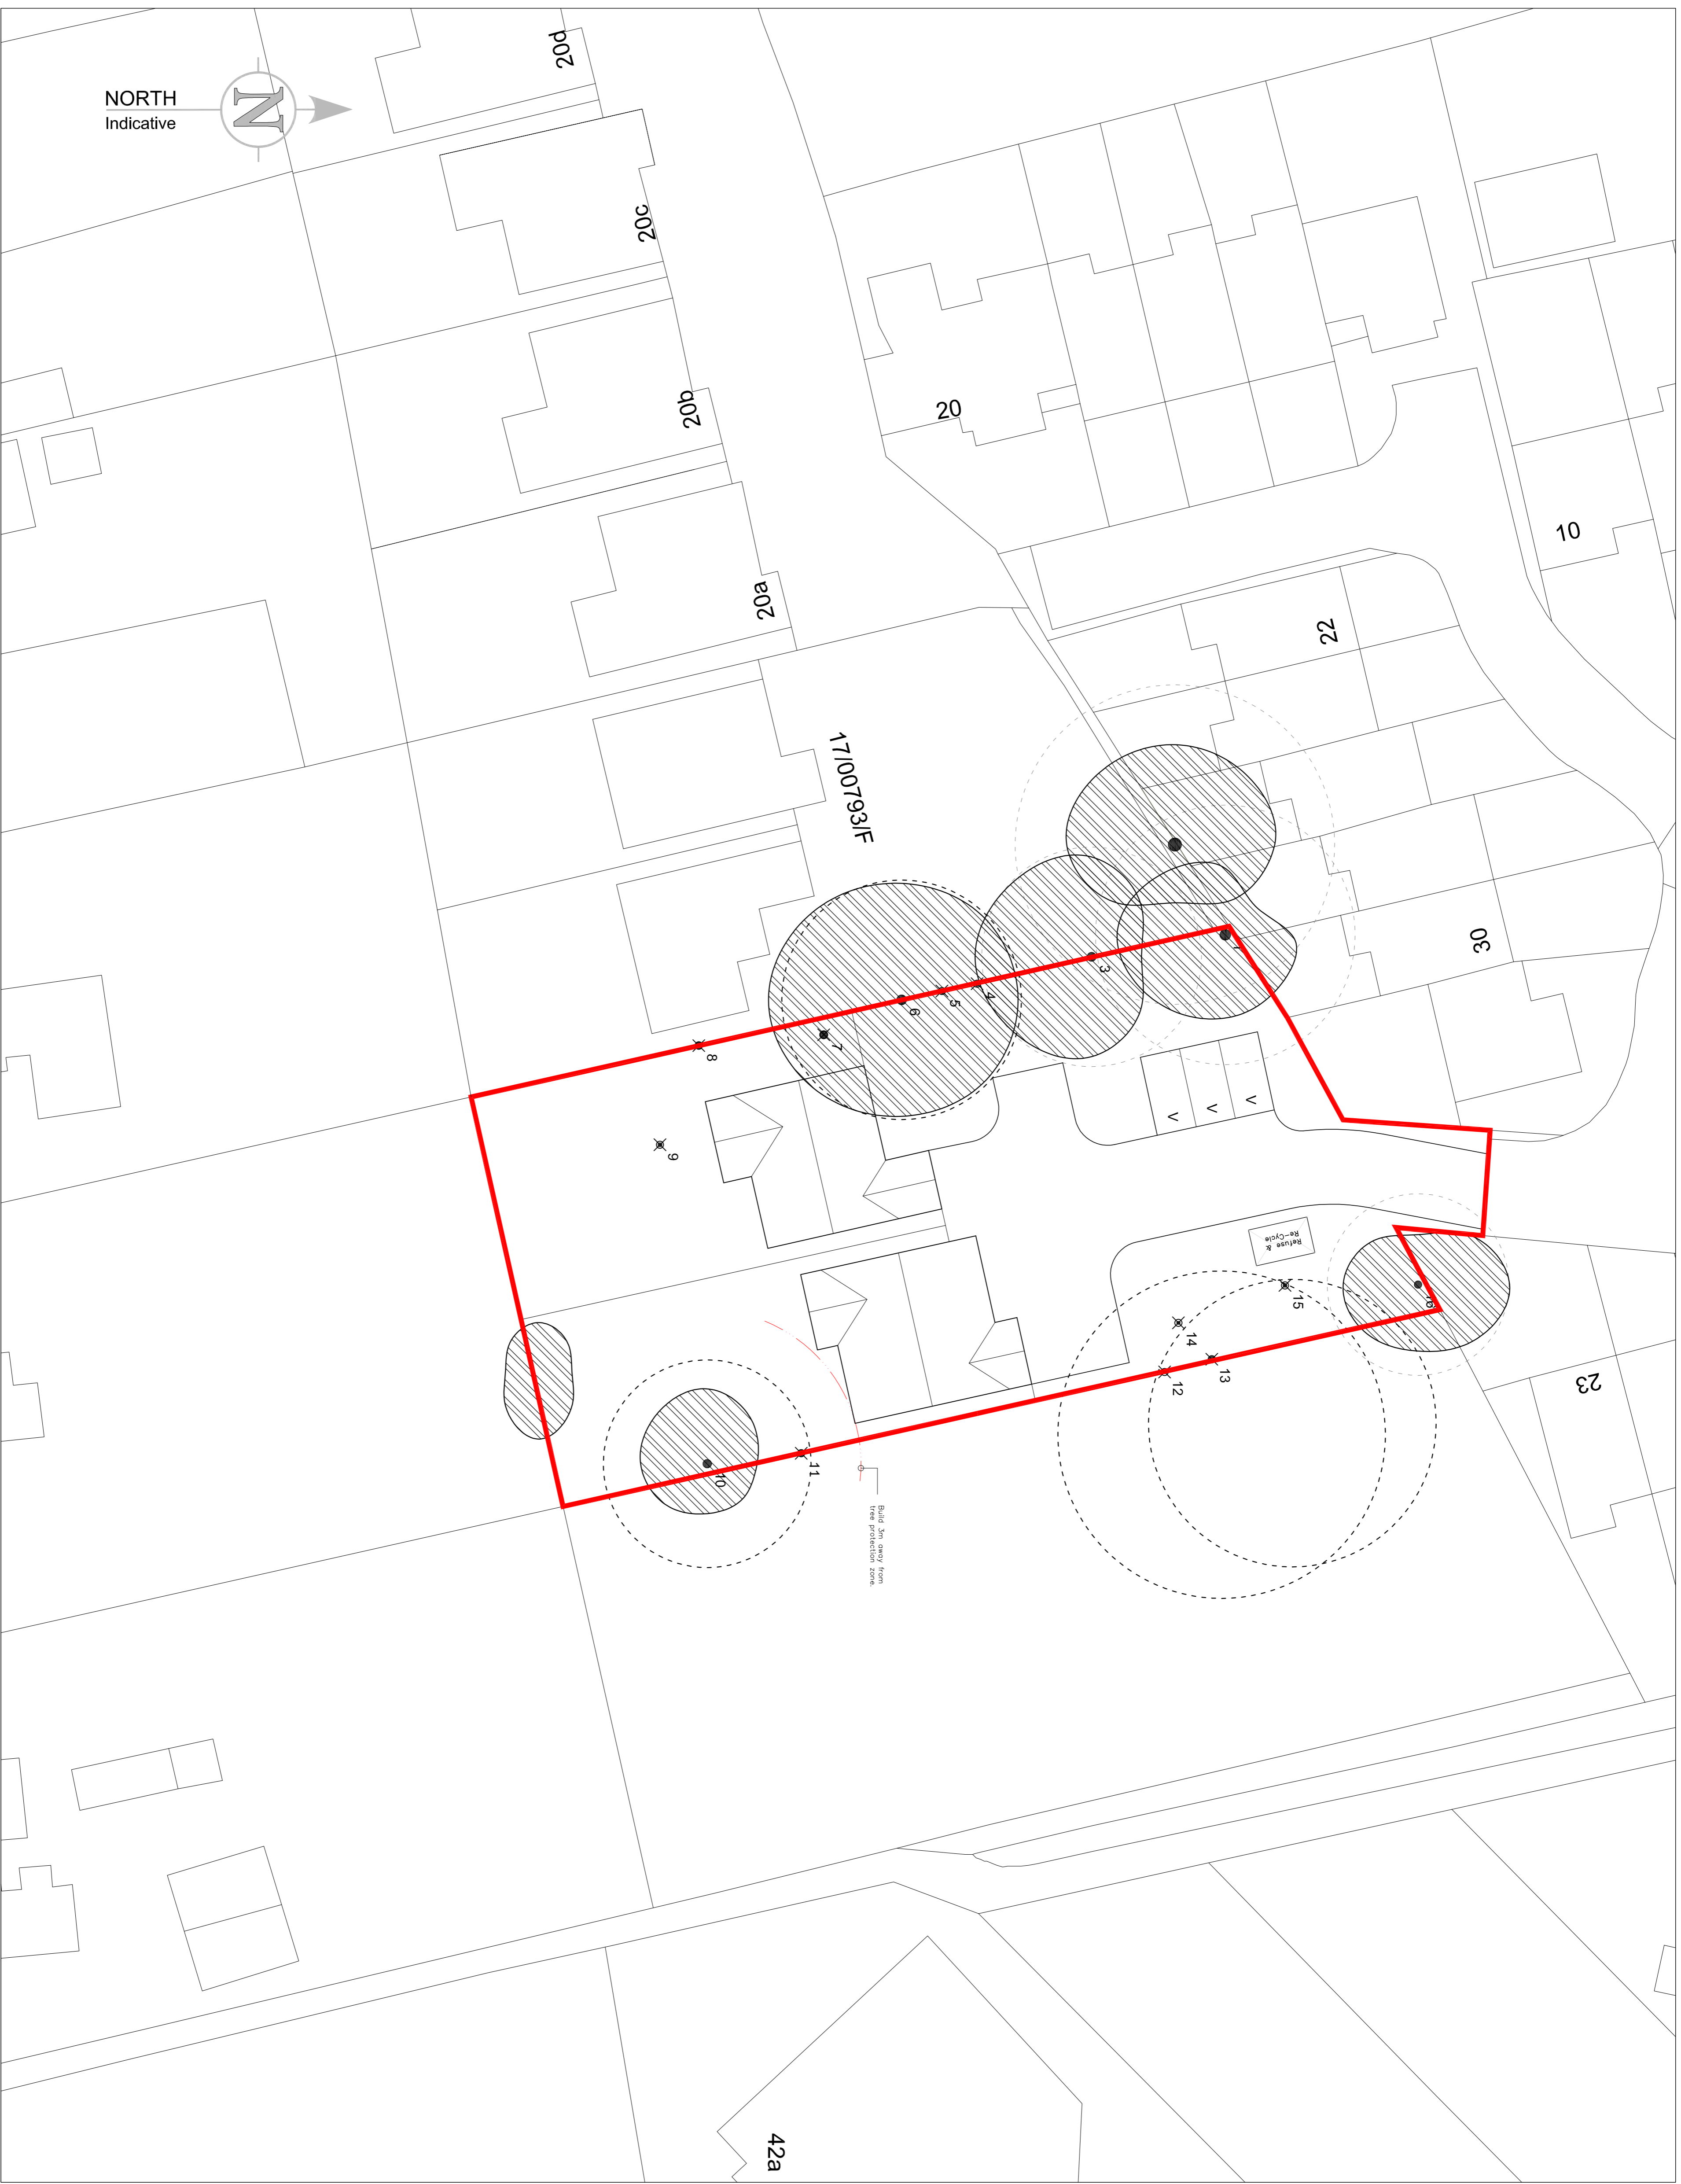 20d
NORTH
Indicative
N
20c
20b
20
10
20a
22
17/00793/F
30
1
3
4
5
6
7
8
V
V
V
9
Refuse &
Re-Cycle
15
16
14
13
12
23
11
10
Build 3m away from
tree protection zone.
42a